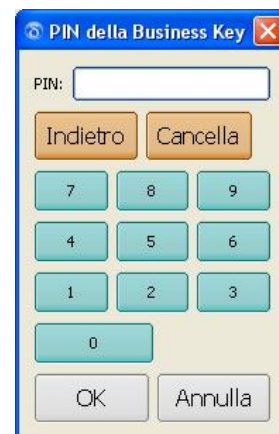 PIN della Business Key
PIN:
Indietro Cancella
7 8 9
4 5 6
1 2 3
0
OK Annulla